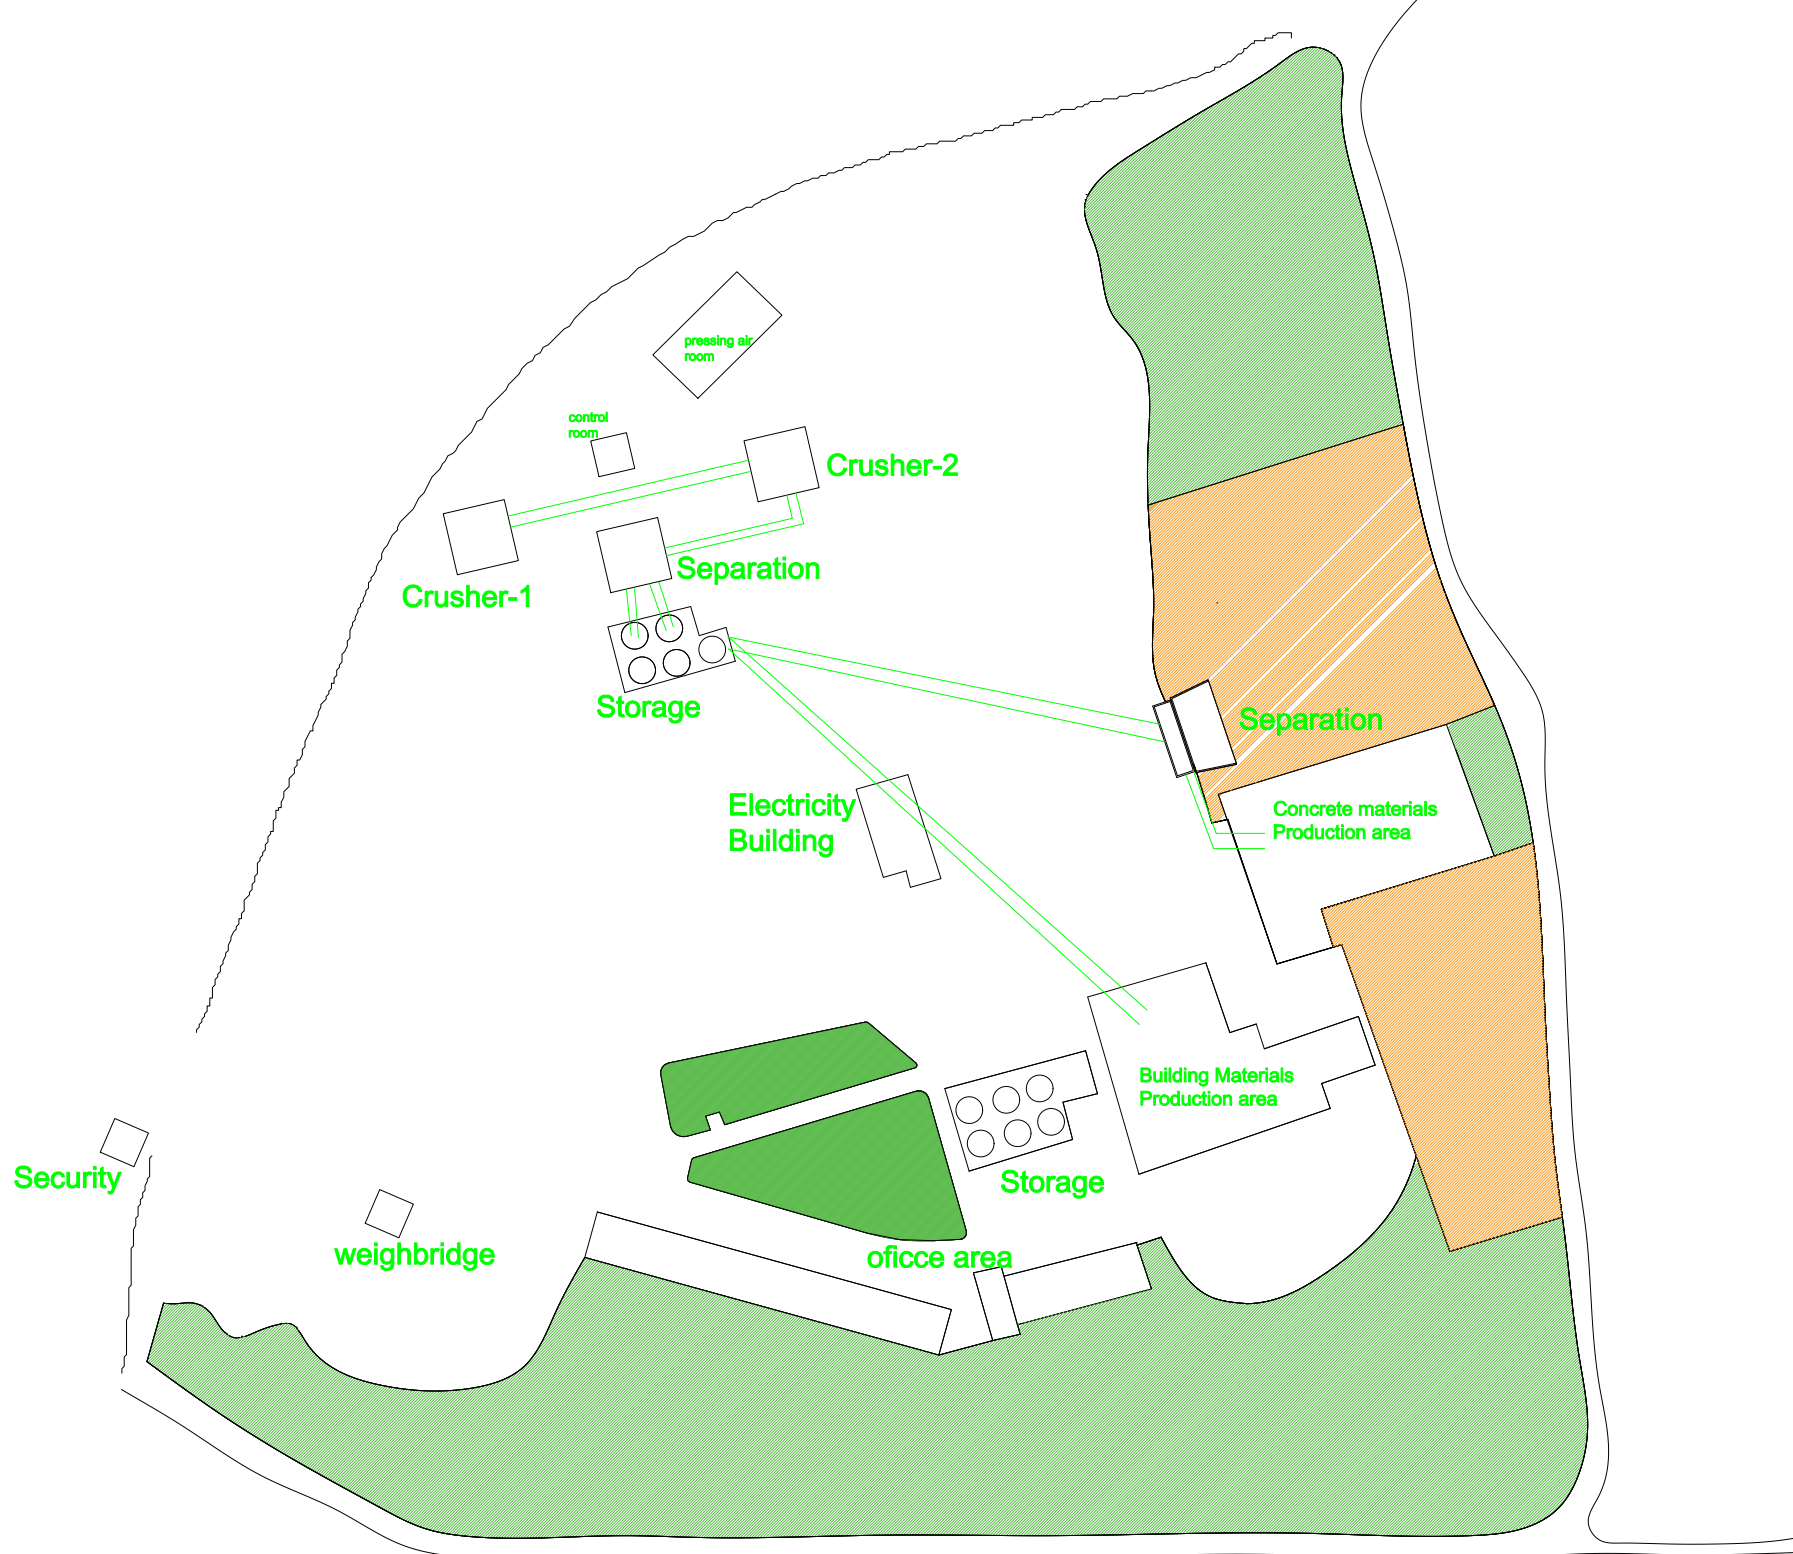 pressing air
room
control
room
Crusher-2
Separation
Crusher-1
Storage
Separation
Electricity
Building
Concrete materials
Production area
Building Materials
Production area
Security
Storage
weighbridge
oficce area